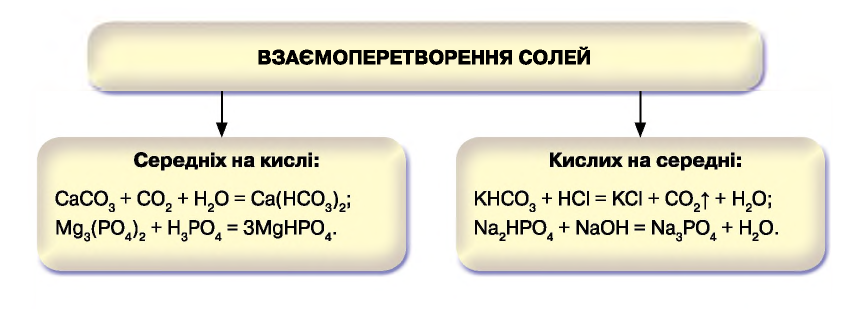 ВЗАЄМОПЕРЕТВОРЕННЯ СОЛЕЙ
Середніх на кислі:
CaCO₃ + CO₂ + H₂O = Ca(HCO₃)₂;
Mg₃(PO₄)₂ + H₃PO₄ = 3MgHPO₄.
Кислих на середні:
KHCO₃ + HCl = KCl + CO₂↑ + H₂O;
Na₂HPO₄ + NaOH = Na₃PO₄ + H₂O.